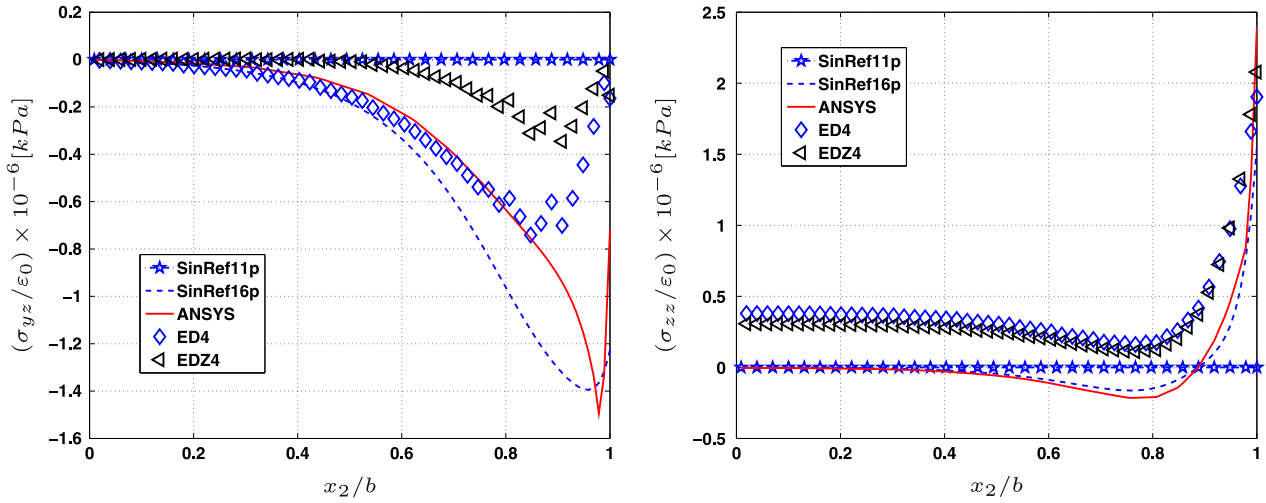 0.2
0
-0.2
-0.4
-0.6
-0.8
-1
-1.2
-1.4
-1.6
0
0.2
0.4
0.6
0.8
1
(σyz/ε0) × 10−6 [kPa]
x2/b
SinRef11p
SinRef16p
ANSYS
ED4
EDZ4
2.5
2
1.5
1
0.5
0
-0.5
0
0.2
0.4
0.6
0.8
1
(σzz/ε0) × 10−6 [kPa]
x2/b
SinRef11p
SinRef16p
ANSYS
ED4
EDZ4